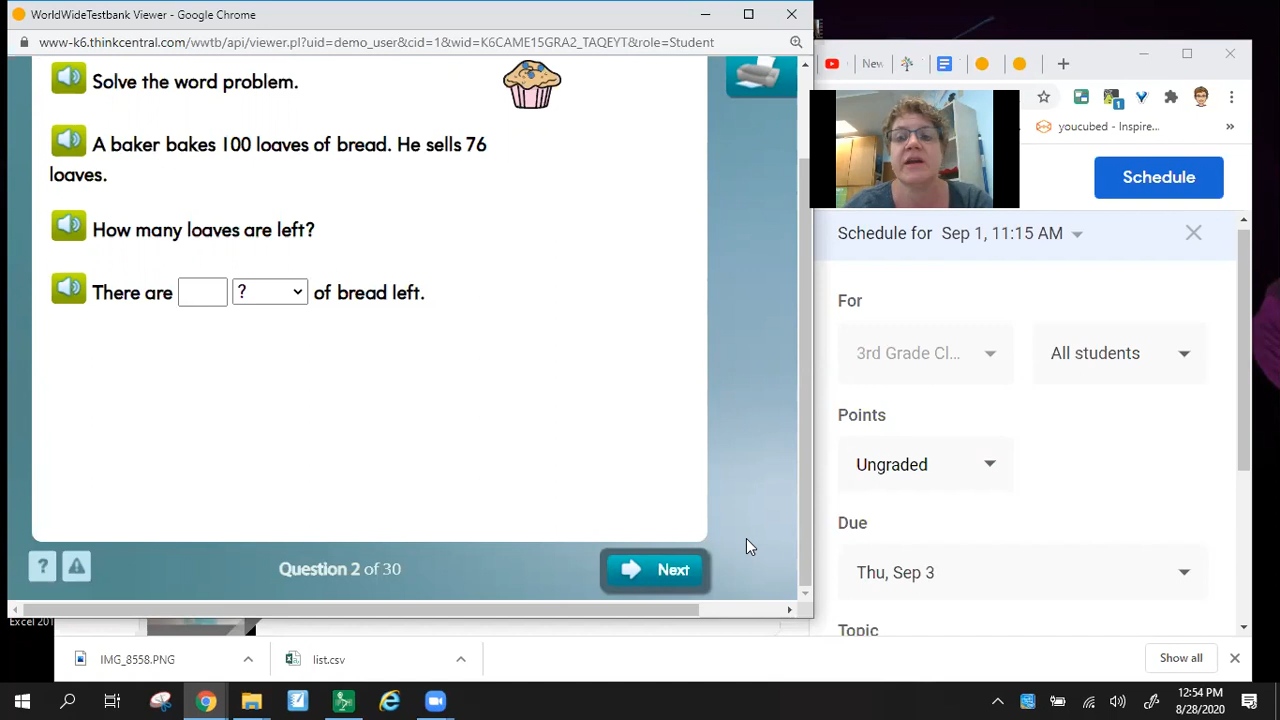 WorldWideTestbank Viewer - Google Chrome
www-k6.thinkcentral.com/wwtb/api/viewer.pl?uid=demo_user&cid=1&wid=K6CAME15GRA2_TAQEYT&role=Student
Solve the word problem.
A baker bakes 100 loaves of bread. He sells 76
loaves.
How many loaves are left?
There are ? of bread left.
? Question 2 of 30 Next
New
1
youcubed - Inspire... »
Schedule
Schedule for Sep 1, 11:15 AM
For
3rd Grade Cl... All students
Points
Ungraded
Due
Thu, Sep 3
Topic
Excel 201
IMG_8558.PNG list.csv Show all
12:54 PM
8/28/2020